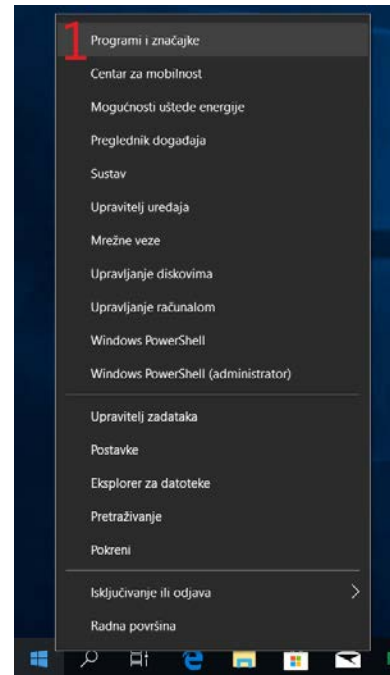 1 Programi i značajke
Centar za mobilnost
Mogućnosti uštede energije
Preglednik događaja
Sustav
Upravitelj uređaja
Mrežne veze
Upravljanje diskovima
Upravljanje računalom
Windows PowerShell
Windows PowerShell (administrator)
Upravitelj zadataka
Postavke
Eksplorer za datoteke
Pretraživanje
Pokreni
Isključivanje ili odjava
Radna površina